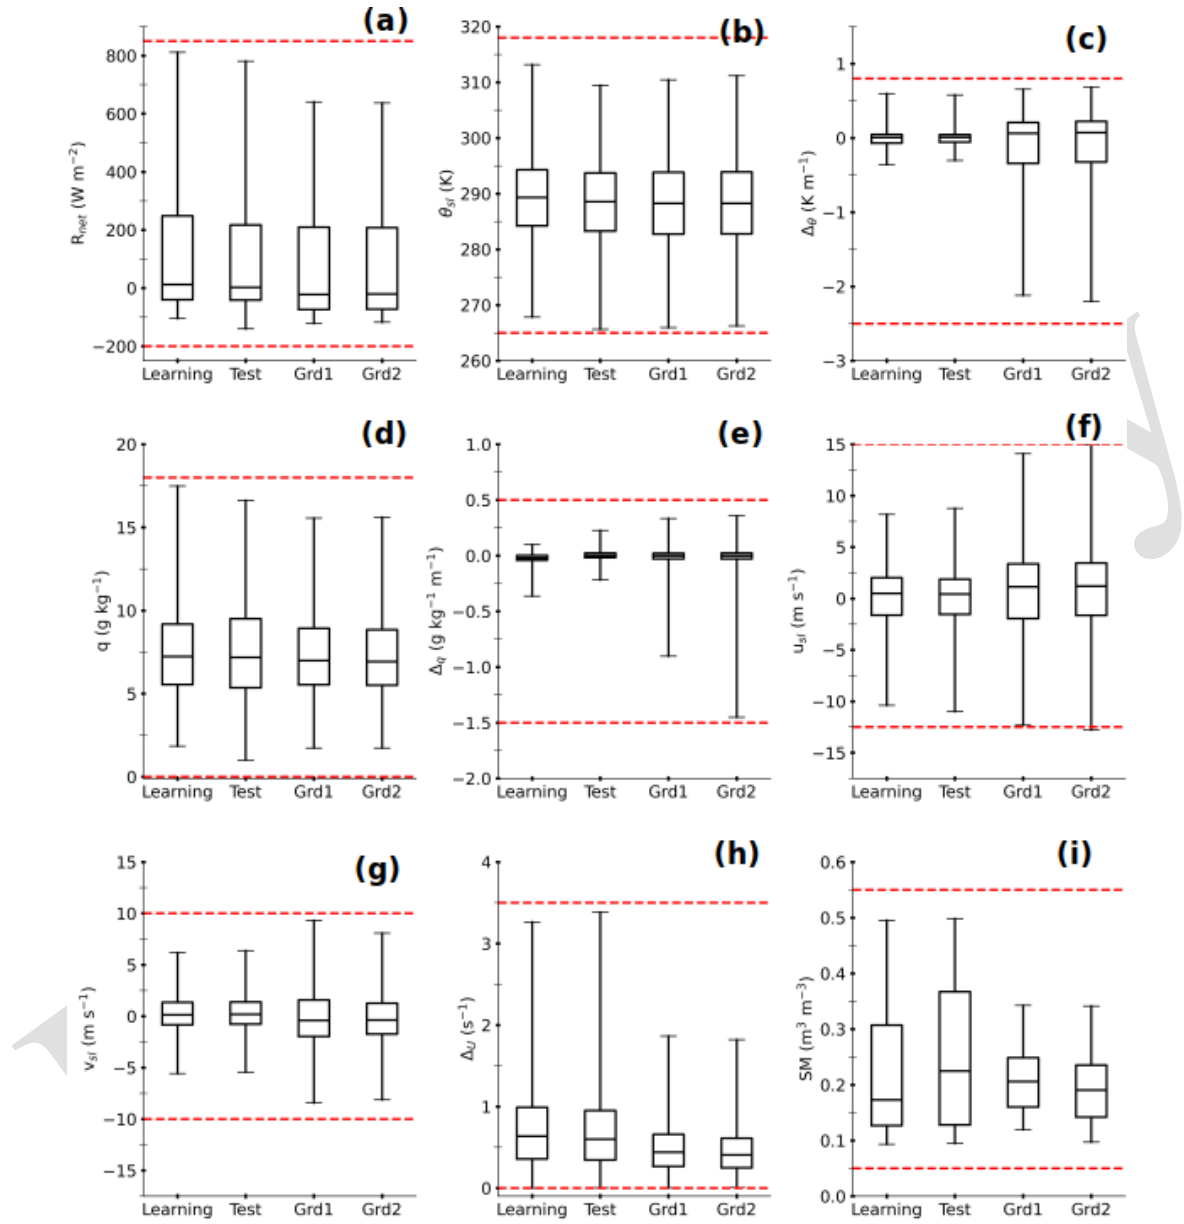 (a)
R_net (W m⁻²)
800
600
400
200
0
−200
Learning Test Grd1 Grd2
(b)
θ_sl (K)
320
310
300
290
280
270
260
Learning Test Grd1 Grd2
(c)
Δ_θ (K m⁻¹)
1
0
−1
−2
−3
Learning Test Grd1 Grd2
(d)
q (g kg⁻¹)
20
15
10
5
0
Learning Test Grd1 Grd2
(e)
Δ_q (g kg⁻¹ m⁻¹)
1.0
0.5
0.0
−0.5
−1.0
−1.5
−2.0
Learning Test Grd1 Grd2
(f)
u_sl (m s⁻¹)
15
10
5
0
−5
−10
−15
Learning Test Grd1 Grd2
(g)
v_sl (m s⁻¹)
15
10
5
0
−5
−10
−15
Learning Test Grd1 Grd2
(h)
Δ_U (s⁻¹)
4
3
2
1
0
Learning Test Grd1 Grd2
(i)
SM (m³ m⁻³)
0.6
0.5
0.4
0.3
0.2
0.1
0.0
Learning Test Grd1 Grd2